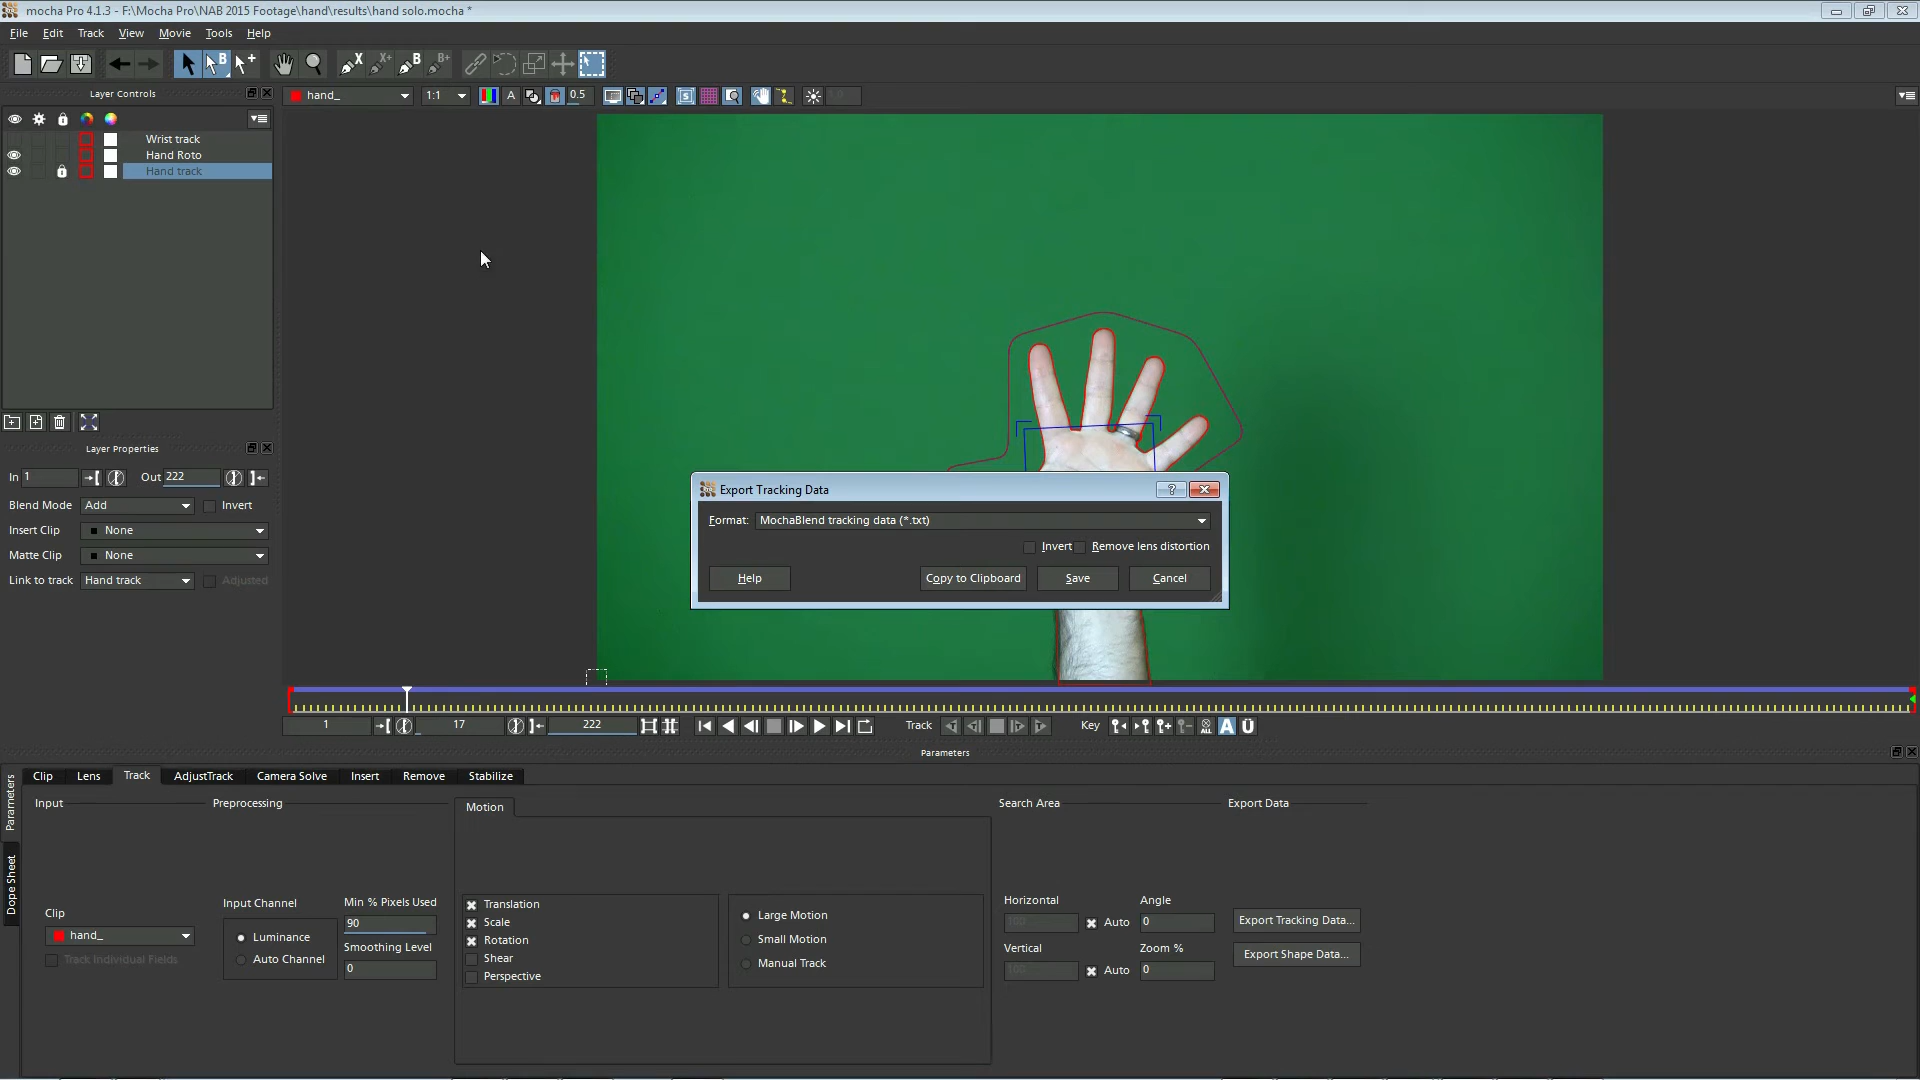 mocha Pro 4.1.3 - F:\Mocha Pro\NAB 2015 Footage\hand\results\hand solo.mocha *
File Edit Track View Movie Tools Help
Layer Controls
hand_ 1:1 A 0.5
Wrist track
Hand Roto
Hand track
Layer Properties
In 1 Out 222
Blend Mode Add Invert
Insert Clip None
Matte Clip None
Link to track Hand track Adjusted
Export Tracking Data
Format: MochaBlend tracking data (*.txt)
Invert Remove lens distortion
Help Copy to Clipboard Save Cancel
1 17 222 Track Key ALL A Ü
Parameters
Parameters
Dope Sheet
Clip Lens Track AdjustTrack Camera Solve Insert Remove Stabilize
Input Preprocessing Motion Search Area Export Data
Clip
hand_
Track Individual Fields
Input Channel
Luminance
Auto Channel
Min % Pixels Used
90
Smoothing Level
0
Translation
Scale
Rotation
Shear
Perspective
Large Motion
Small Motion
Manual Track
Horizontal Angle
100 Auto 0
Vertical Zoom %
100 Auto 0
Export Tracking Data...
Export Shape Data...